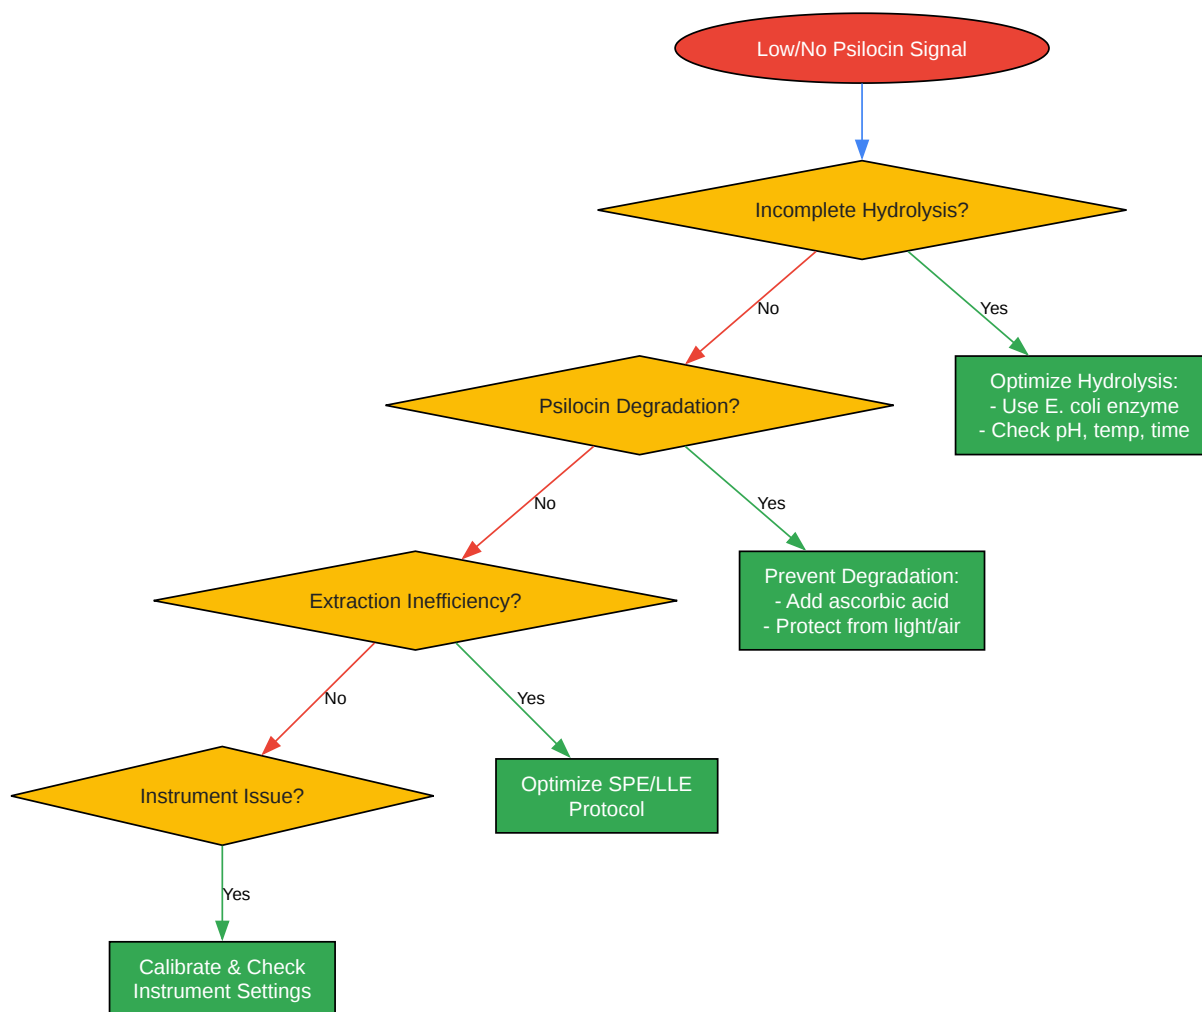 Low/No Psilocin Signal
Incomplete Hydrolysis?
No
Yes
Psilocin Degradation?
Optimize Hydrolysis:
- Use E. coli enzyme
- Check pH, temp, time
No
Yes
Extraction Inefficiency?
Prevent Degradation:
- Add ascorbic acid
- Protect from light/air
No
Yes
Instrument Issue?
Optimize SPE/LLE
Protocol
Yes
Calibrate & Check
Instrument Settings